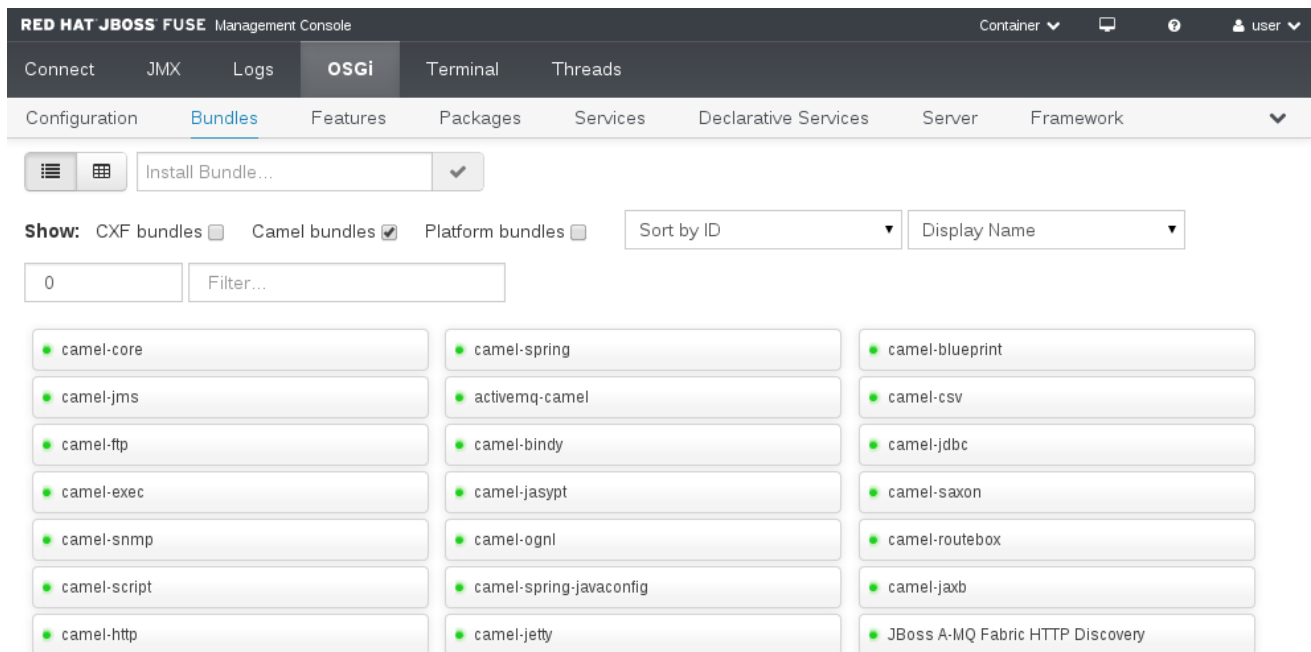 RED HAT JBOSS FUSE Management Console Container user
Connect JMX Logs OSGi Terminal Threads
Configuration Bundles Features Packages Services Declarative Services Server Framework
Install Bundle...
Show: CXF bundles Camel bundles Platform bundles Sort by ID Display Name
0 Filter...
camel-core camel-spring camel-blueprint
camel-jms activemq-camel camel-csv
camel-ftp camel-bindy camel-jdbc
camel-exec camel-jasypt camel-saxon
camel-snmp camel-ognl camel-routebox
camel-script camel-spring-javaconfig camel-jaxb
camel-http camel-jetty JBoss A-MQ Fabric HTTP Discovery